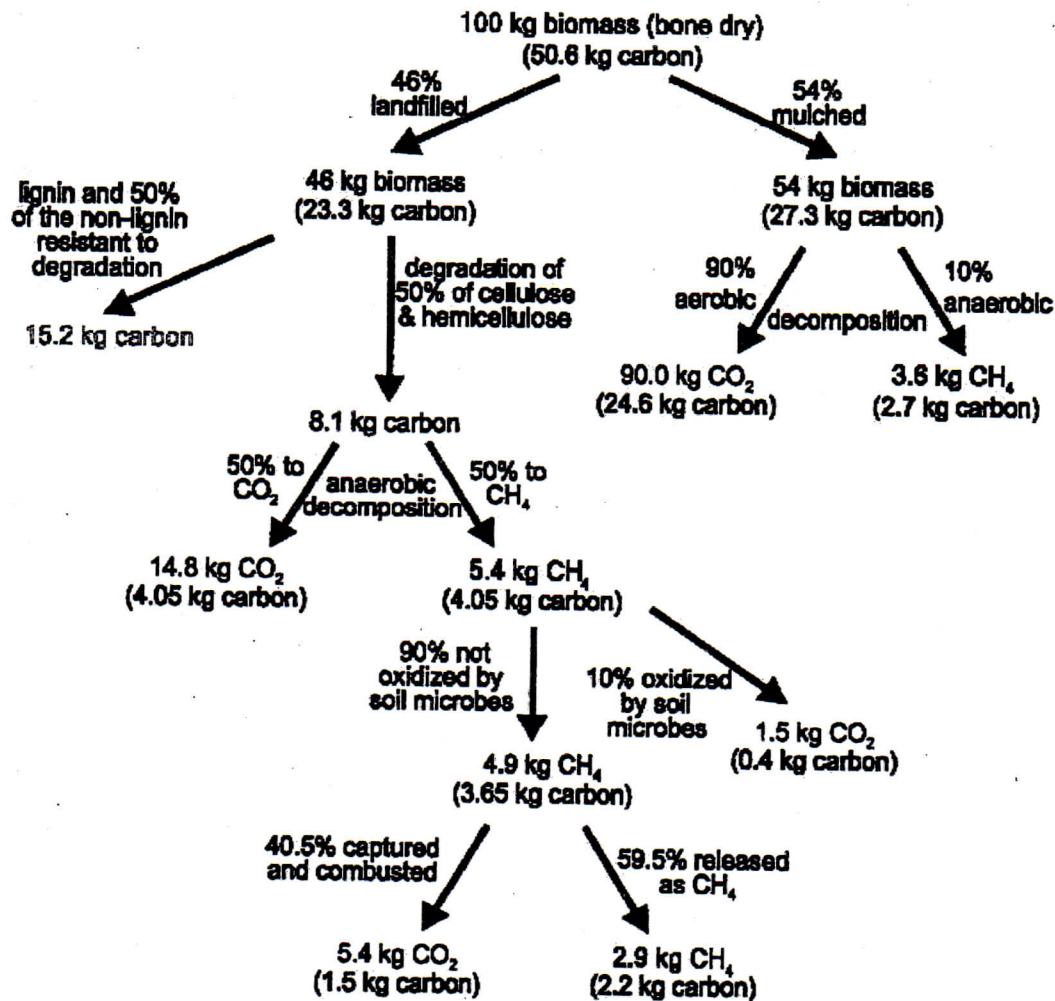 100 kg biomass (bone dry)
(50.6 kg carbon)
46%
landfilled
54%
mulched
46 kg biomass
(23.3 kg carbon)
54 kg biomass
(27.3 kg carbon)
lignin and 50%
of the non-lignin
resistant to
degradation
15.2 kg carbon
degradation of
50% of cellulose
& hemicellulose
90%
aerobic
decomposition
10%
anaerobic
90.0 kg CO₂
(24.6 kg carbon)
3.6 kg CH₄
(2.7 kg carbon)
8.1 kg carbon
50% to
CO₂
anaerobic
decomposition
50% to
CH₄
14.8 kg CO₂
(4.05 kg carbon)
5.4 kg CH₄
(4.05 kg carbon)
90% not
oxidized by
soil microbes
10% oxidized
by soil
microbes
1.5 kg CO₂
(0.4 kg carbon)
4.9 kg CH₄
(3.65 kg carbon)
40.5% captured
and combusted
59.5% released
as CH₄
5.4 kg CO₂
(1.5 kg carbon)
2.9 kg CH₄
(2.2 kg carbon)